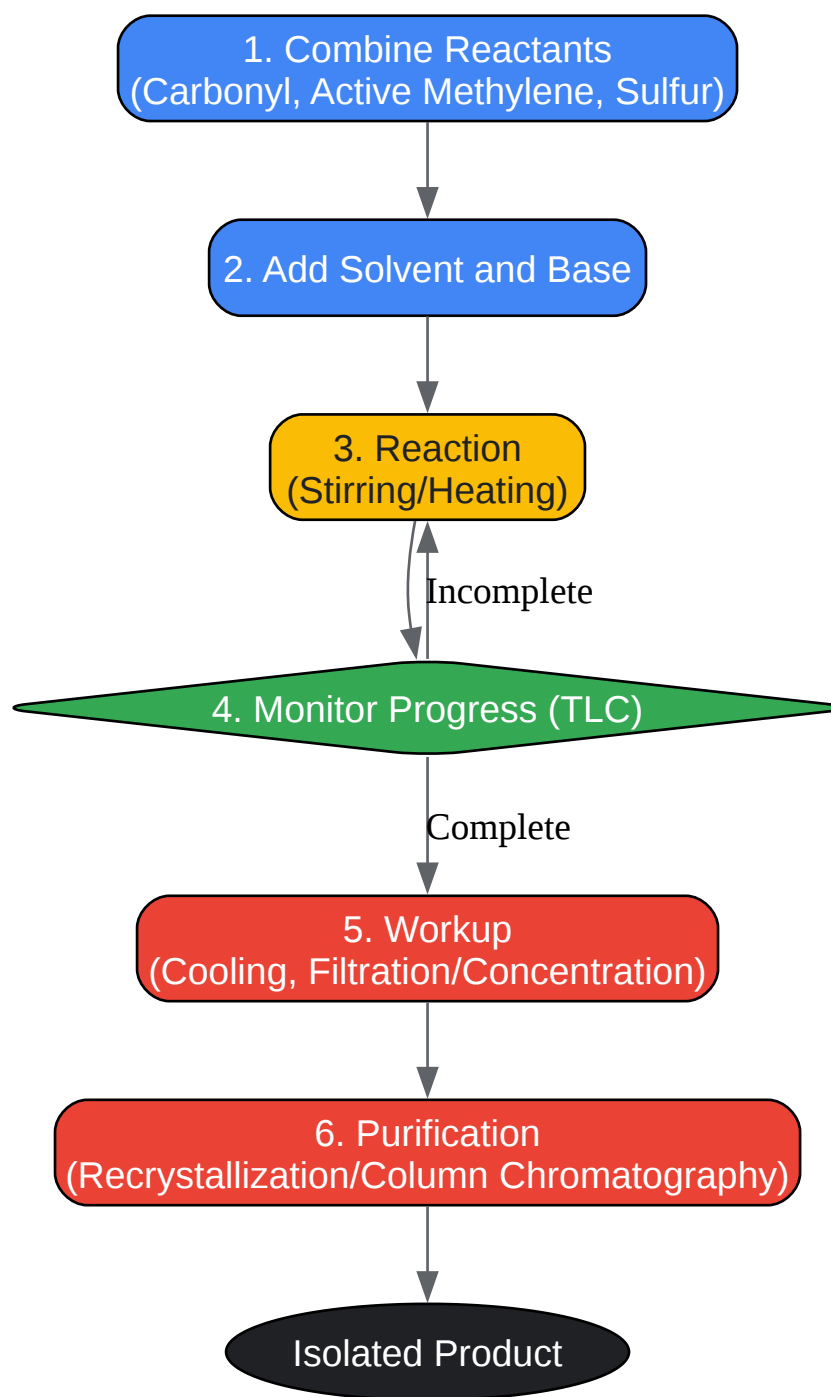 1. Combine Reactants
(Carbonyl, Active Methylene, Sulfur)
2. Add Solvent and Base
3. Reaction
(Stirring/Heating)
Incomplete
4. Monitor Progress (TLC)
Complete
5. Workup
(Cooling, Filtration/Concentration)
6. Purification
(Recrystallization/Column Chromatography)
Isolated Product